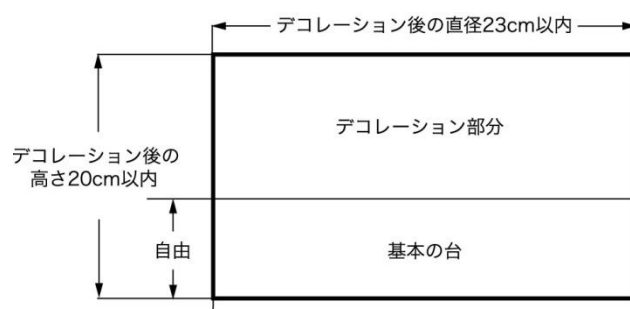 デコレーション後の直径23cm以内
デコレーション部分
デコレーション後の
高さ20cm以内
自由
基本の台